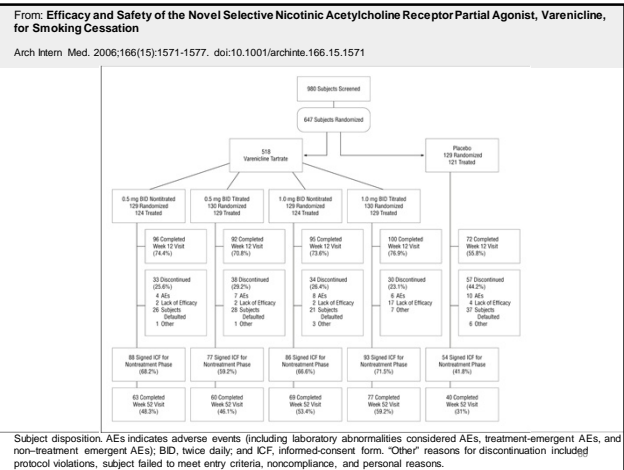 From: Efficacy and Safety of the Novel Selective Nicotinic Acetylcholine Receptor Partial Agonist, Varenicline,
for Smoking Cessation
Arch Intern Med. 2006;166(15):1571-1577. doi:10.1001/archinte.166.15.1571
980 Subjects Screened
647 Subjects Randomized
518
Varenicline Tartrate
Placebo
129 Randomized
121 Treated
0.5 mg BID Nontitrated
129 Randomized
124 Treated
0.5 mg BID Titrated
130 Randomized
129 Treated
1.0 mg BID Nontitrated
129 Randomized
124 Treated
1.0 mg BID Titrated
130 Randomized
129 Treated
96 Completed
Week 12 Visit
(74.4%)
92 Completed
Week 12 Visit
(70.8%)
95 Completed
Week 12 Visit
(73.6%)
100 Completed
Week 12 Visit
(76.9%)
72 Completed
Week 12 Visit
(55.8%)
33 Discontinued
(25.6%)
4 AEs
2 Lack of Efficacy
26 Subjects
Defaulted
1 Other
38 Discontinued
(29.2%)
7 AEs
2 Lack of Efficacy
28 Subjects
Defaulted
1 Other
34 Discontinued
(26.4%)
8 AEs
2 Lack of Efficacy
21 Subjects
Defaulted
3 Other
30 Discontinued
(23.1%)
6 AEs
17 Lack of Efficacy
7 Other
57 Discontinued
(44.2%)
10 AEs
4 Lack of Efficacy
37 Subjects
Defaulted
6 Other
88 Signed ICF for
Nontreatment Phase
(68.2%)
77 Signed ICF for
Nontreatment Phase
(59.2%)
86 Signed ICF for
Nontreatment Phase
(66.6%)
93 Signed ICF for
Nontreatment Phase
(71.5%)
54 Signed ICF for
Nontreatment Phase
(41.8%)
63 Completed
Week 52 Visit
(48.3%)
60 Completed
Week 52 Visit
(46.1%)
69 Completed
Week 52 Visit
(53.4%)
77 Completed
Week 52 Visit
(59.2%)
40 Completed
Week 52 Visit
(31%)
Subject disposition. AEs indicates adverse events (including laboratory abnormalities considered AEs, treatment-emergent AEs, and
non–treatment emergent AEs); BID, twice daily; and ICF, informed-consent form. "Other" reasons for discontinuation included
protocol violations, subject failed to meet entry criteria, noncompliance, and personal reasons.